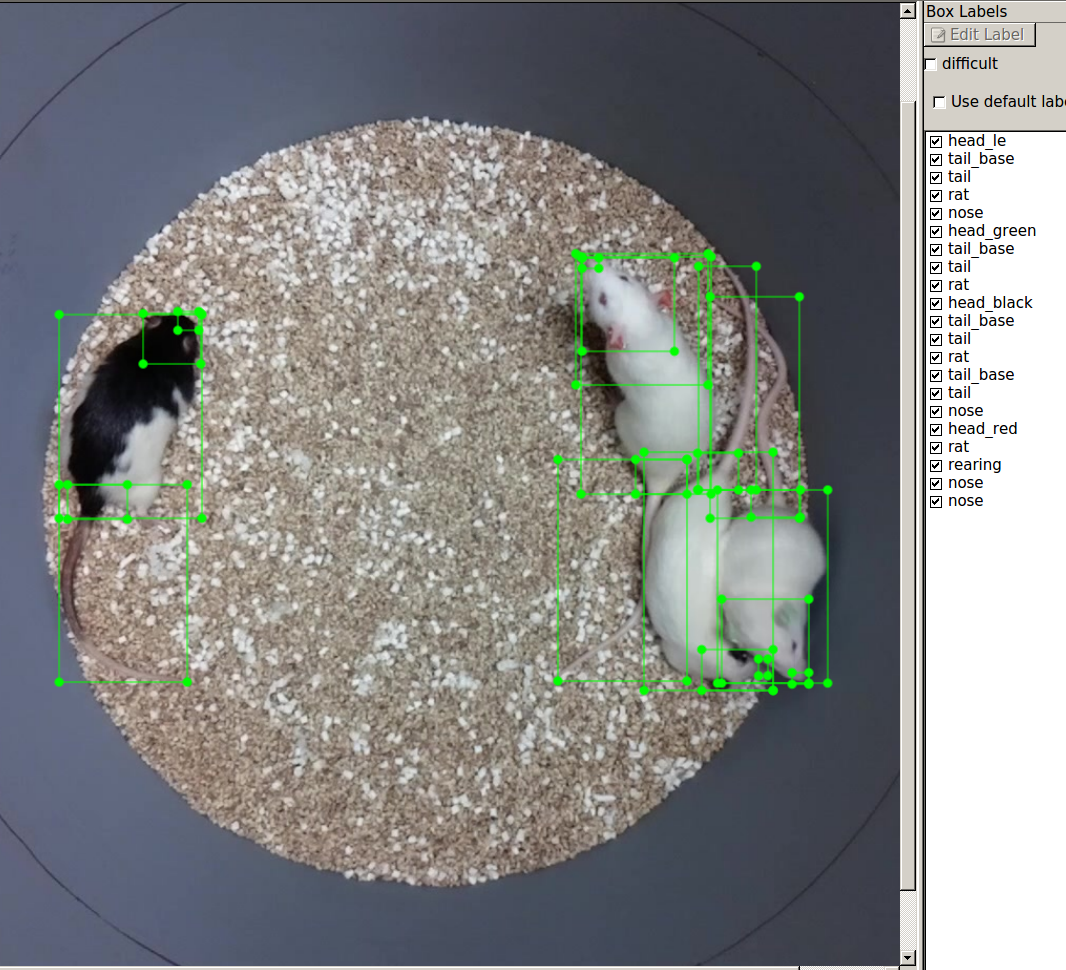 Box Labels
Edit Label
difficult
Use default labe
head_le
tail_base
tail
rat
nose
head_green
tail_base
tail
rat
head_black
tail_base
tail
rat
tail_base
tail
nose
head_red
rat
rearing
nose
nose